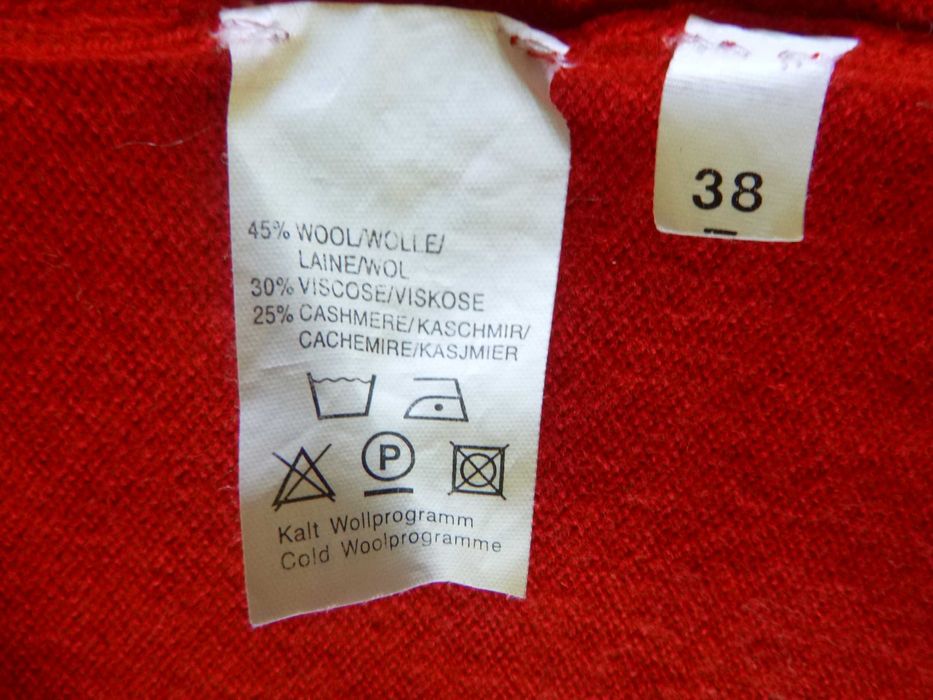 45% WOOL/WOLLE/
LAINE/WOL
30% VISCOSE/VISKOSE
25% CASHMERE/KASCHMIR/
CACHEMIRE/KASJMIER
P
Kalt Wollprogramm
Cold Woolprogramme
38